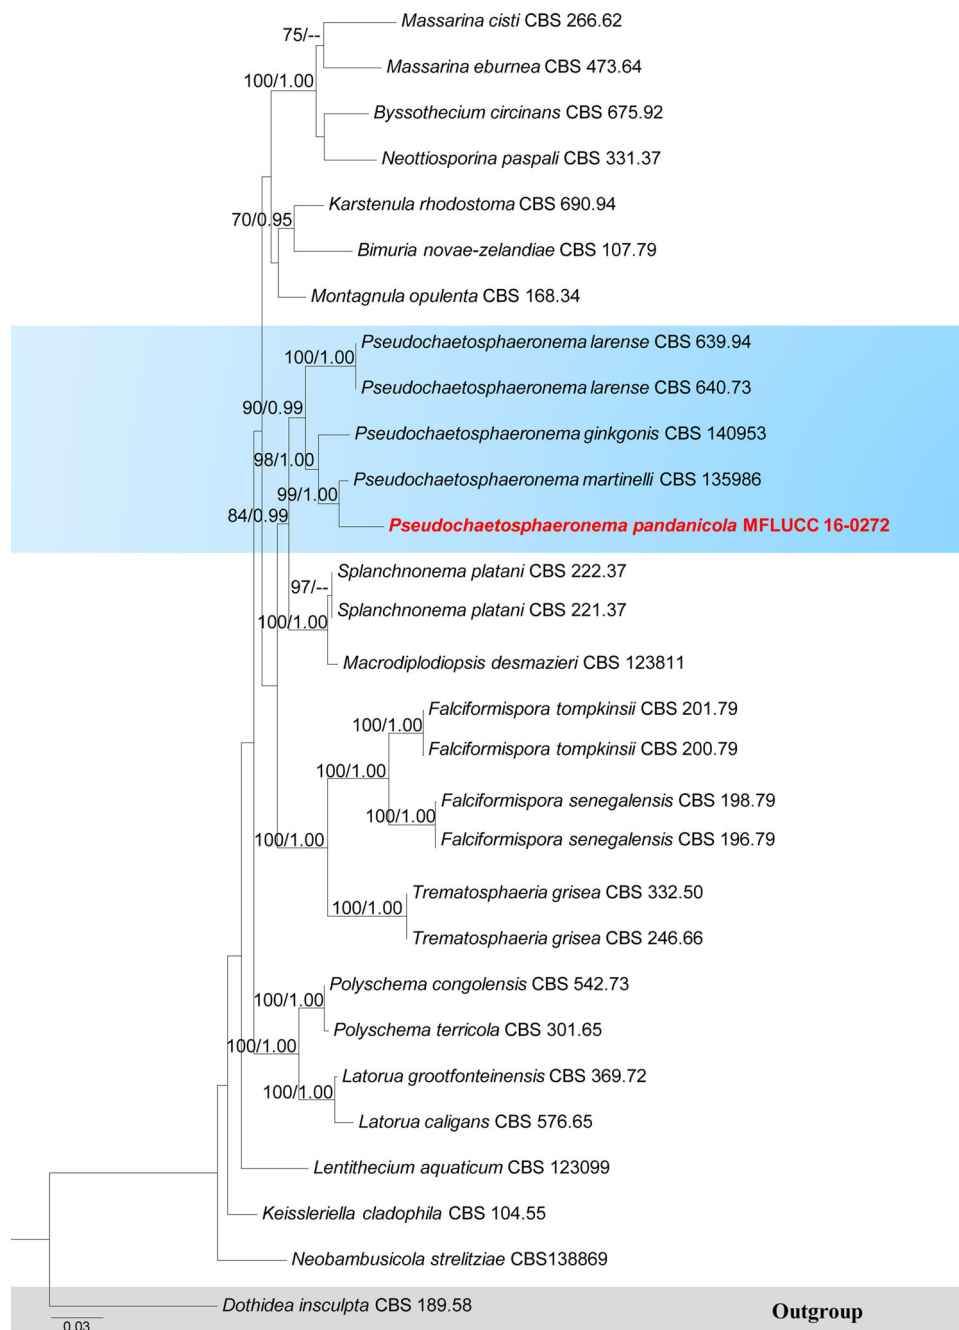 Massarina cisti CBS 266.62
75/--
Massarina eburnea CBS 473.64
100/1.00
Byssothecium circinans CBS 675.92
Neottiosporina paspali CBS 331.37
Karstenula rhodostoma CBS 690.94
70/0.95
Bimuria novae-zelandiae CBS 107.79
Montagnula opulenta CBS 168.34
Pseudochaetosphaeronema larense CBS 639.94
100/1.00
Pseudochaetosphaeronema larense CBS 640.73
90/0.99
Pseudochaetosphaeronema ginkgonis CBS 140953
98/1.00
Pseudochaetosphaeronema martinelli CBS 135986
99/1.00
84/0.99
Pseudochaetosphaeronema pandanicola MFLUCC 16-0272
Splanchnonema platani CBS 222.37
97/--
Splanchnonema platani CBS 221.37
100/1.00
Macrodiplodiopsis desmazieri CBS 123811
Falciformispora tompkinsii CBS 201.79
100/1.00
Falciformispora tompkinsii CBS 200.79
100/1.00
Falciformispora senegalensis CBS 198.79
100/1.00
Falciformispora senegalensis CBS 196.79
100/1.00
Trematosphaeria grisea CBS 332.50
100/1.00
Trematosphaeria grisea CBS 246.66
Polyschema congolensis CBS 542.73
100/1.00
Polyschema terricola CBS 301.65
100/1.00
Latorua grootfonteinensis CBS 369.72
100/1.00
Latorua caligans CBS 576.65
Lentithecium aquaticum CBS 123099
Keissleriella cladophila CBS 104.55
Neobambusicola strelitziae CBS138869
Dothidea insculpta CBS 189.58
Outgroup
0.03